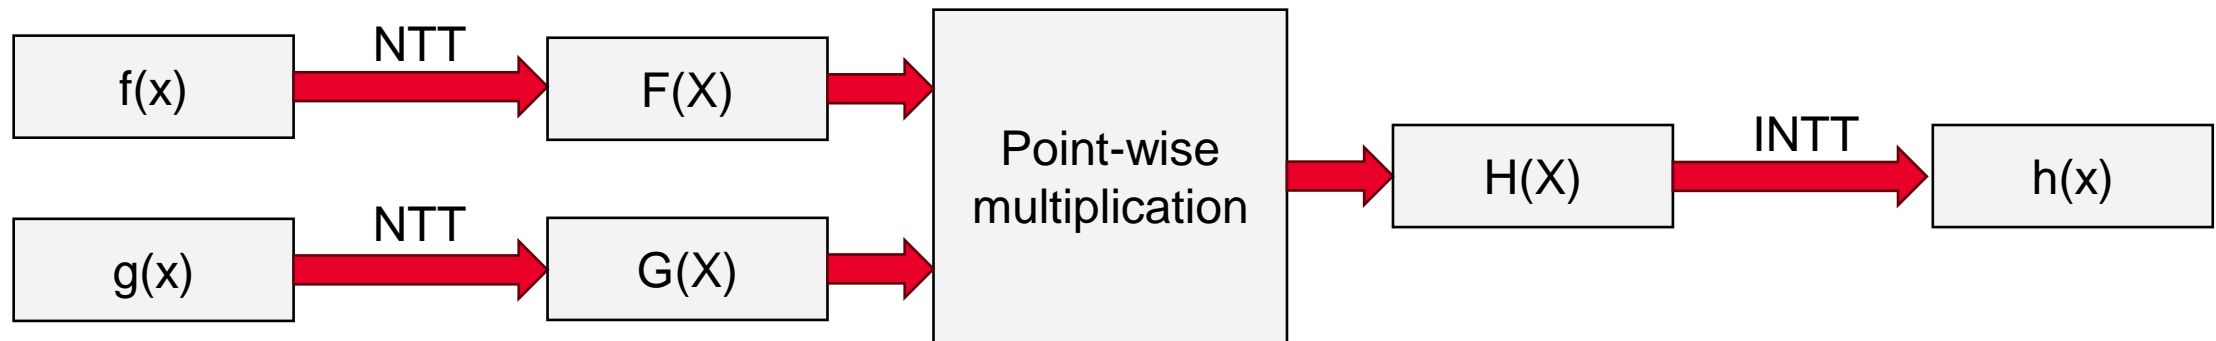 f(x)
NTT
F(X)
g(x)
NTT
G(X)
Point-wise
multiplication
H(X)
INTT
h(x)